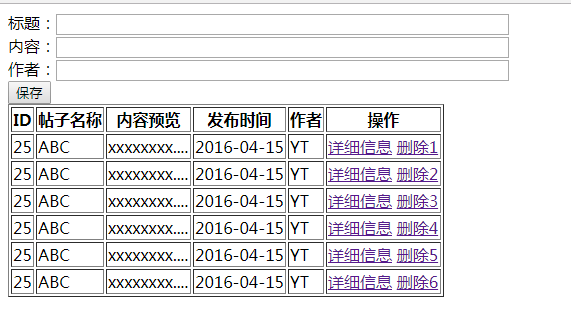 标题：
内容：
作者：
保存
ID 帖子名称 内容预览 发布时间 作者 操作
25 ABC xxxxxxxx.... 2016-04-15 YT 详细信息 删除1
25 ABC xxxxxxxx.... 2016-04-15 YT 详细信息 删除2
25 ABC xxxxxxxx.... 2016-04-15 YT 详细信息 删除3
25 ABC xxxxxxxx.... 2016-04-15 YT 详细信息 删除4
25 ABC xxxxxxxx.... 2016-04-15 YT 详细信息 删除5
25 ABC xxxxxxxx.... 2016-04-15 YT 详细信息 删除6